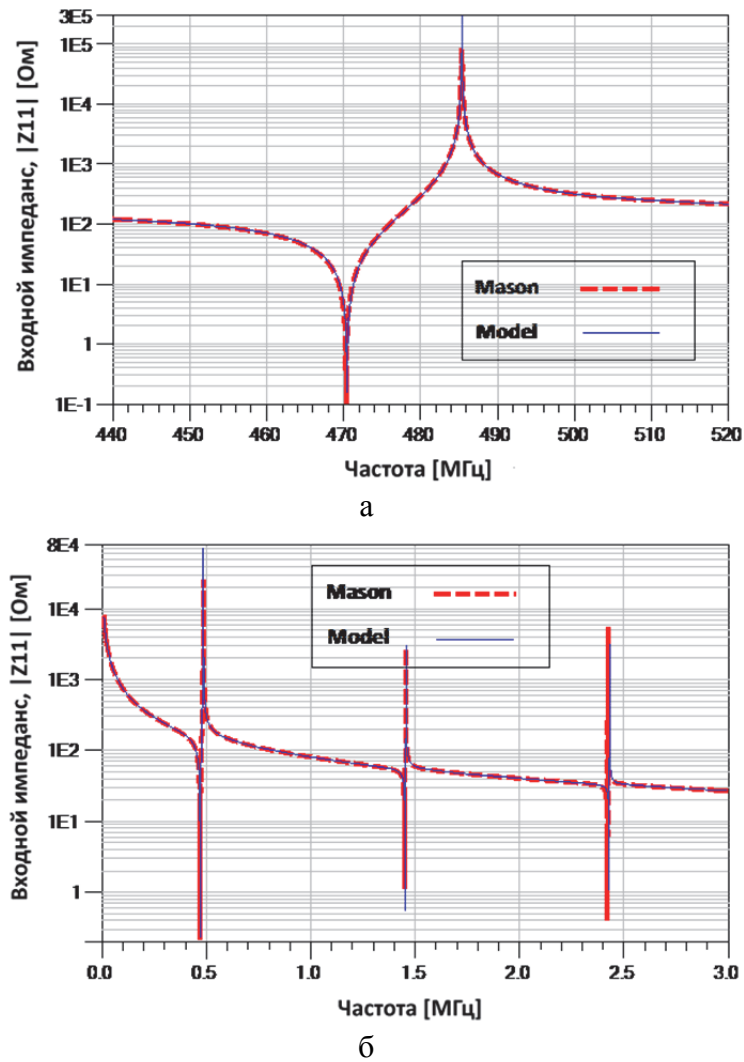 3E5
1E5
1E4
1E3
1E2
1E1
1
1E-1
Входной импеданс, |Z11| [Ом]
Mason
Model
440 450 460 470 480 490 500 510 520
Частота [МГц]
а
8E4
1E4
1E3
1E2
1E1
1
Входной импеданс, |Z11| [Ом]
Mason
Model
0.0 0.5 1.0 1.5 2.0 2.5 3.0
Частота [МГц]
б